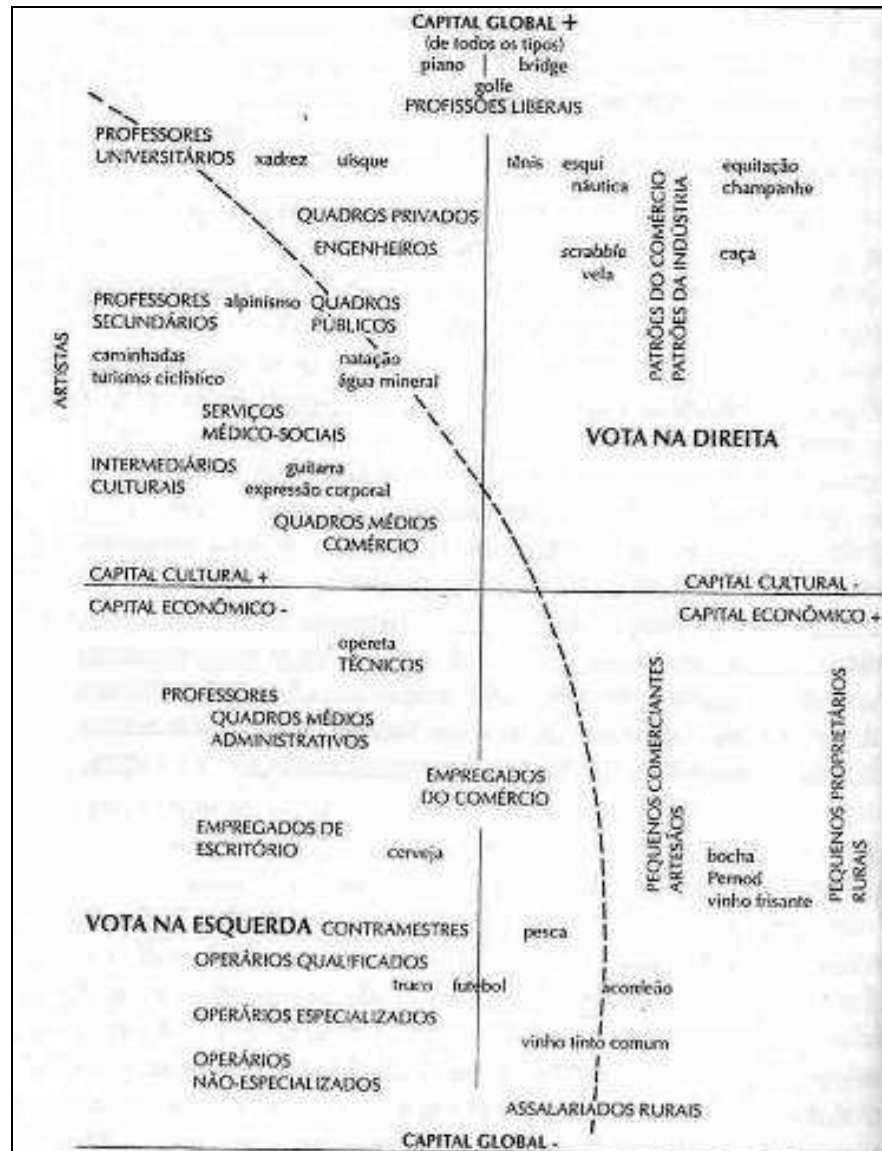 CAPITAL GLOBAL +
(de todos os tipos)
piano | bridge
golfe
PROFISSÕES LIBERAIS
PROFESSORES
UNIVERSITÁRIOS xadrez uísque
tênis esqui
náutica
equitação
champanhe
PATRÕES DO COMÉRCIO
PATRÕES DA INDÚSTRIA
QUADROS PRIVADOS
ENGENHEIROS
scrabble
vela
caça
PROFESSORES
SECUNDÁRIOS
alpinismo QUADROS
PÚBLICOS
ARTISTAS
caminhadas
turismo ciclístico
natação
água mineral
SERVIÇOS
MÉDICO-SOCIAIS
VOTA NA DIREITA
INTERMEDIÁRIOS
CULTURAIS
guitarra
expressão corporal
QUADROS MÉDIOS
COMÉRCIO
CAPITAL CULTURAL +
CAPITAL ECONÔMICO -
CAPITAL CULTURAL -
CAPITAL ECONÔMICO +
opereta
TÉCNICOS
PROFESSORES
QUADROS MÉDIOS
ADMINISTRATIVOS
EMPREGADOS
DO COMÉRCIO
PEQUENOS COMERCIANTES
ARTESÃOS
PEQUENOS PROPRIETÁRIOS
RURAIS
EMPREGADOS DE
ESCRITÓRIO
cerveja
bocha
Pernod
vinho frisante
VOTA NA ESQUERDA CONTRAMESTRES
pesca
OPERÁRIOS QUALIFICADOS
truco futebol
acordeão
OPERÁRIOS ESPECIALIZADOS
vinho tinto comum
OPERÁRIOS
NÃO-ESPECIALIZADOS
ASSALARIADOS RURAIS
CAPITAL GLOBAL -